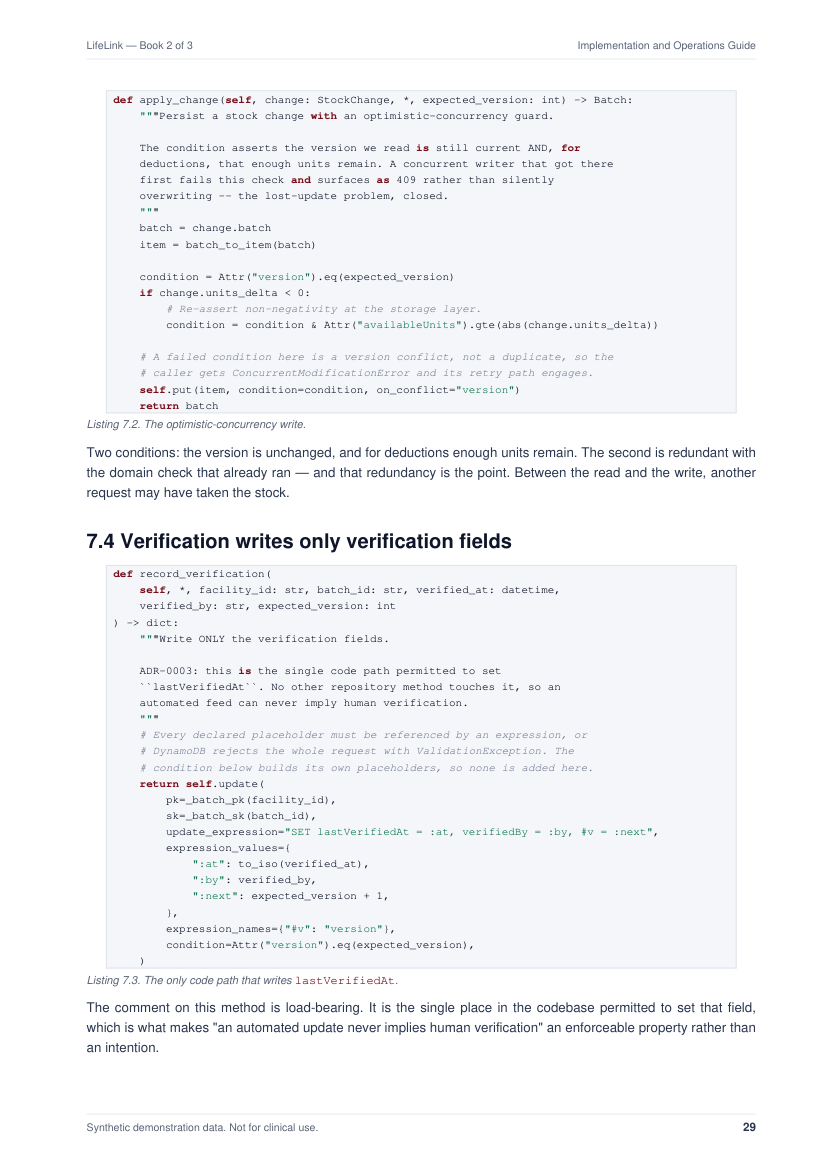 LifeLink — Book 2 of 3
Implementation and Operations Guide
def apply_change(self, change: StockChange, *, expected_version: int) -> Batch:
    """Persist a stock change with an optimistic-concurrency guard.

    The condition asserts the version we read is still current AND, for
    deductions, that enough units remain. A concurrent writer that got there
    first fails this check and surfaces as 409 rather than silently
    overwriting -- the lost-update problem, closed.
    """
    batch = change.batch
    item = batch_to_item(batch)

    condition = Attr("version").eq(expected_version)
    if change.units_delta < 0:
        # Re-assert non-negativity at the storage layer.
        condition = condition & Attr("availableUnits").gte(abs(change.units_delta))

    # A failed condition here is a version conflict, not a duplicate, so the
    # caller gets ConcurrentModificationError and its retry path engages.
    self.put(item, condition=condition, on_conflict="version")
    return batch
Listing 7.2. The optimistic-concurrency write.
Two conditions: the version is unchanged, and for deductions enough units remain. The second is redundant with
the domain check that already ran — and that redundancy is the point. Between the read and the write, another
request may have taken the stock.
7.4 Verification writes only verification fields
def record_verification(
    self, *, facility_id: str, batch_id: str, verified_at: datetime,
    verified_by: str, expected_version: int
) -> dict:
    """Write ONLY the verification fields.

    ADR-0003: this is the single code path permitted to set
    ``lastVerifiedAt``. No other repository method touches it, so an
    automated feed can never imply human verification.
    """
    # Every declared placeholder must be referenced by an expression, or
    # DynamoDB rejects the whole request with ValidationException. The
    # condition below builds its own placeholders, so none is added here.
    return self.update(
        pk=_batch_pk(facility_id),
        sk=_batch_sk(batch_id),
        update_expression="SET lastVerifiedAt = :at, verifiedBy = :by, #v = :next",
        expression_values={
            ":at": to_iso(verified_at),
            ":by": verified_by,
            ":next": expected_version + 1,
        },
        expression_names={"#v": "version"},
        condition=Attr("version").eq(expected_version),
    )
Listing 7.3. The only code path that writes lastVerifiedAt.
The comment on this method is load-bearing. It is the single place in the codebase permitted to set that field,
which is what makes "an automated update never implies human verification" an enforceable property rather than
an intention.
Synthetic demonstration data. Not for clinical use.
29